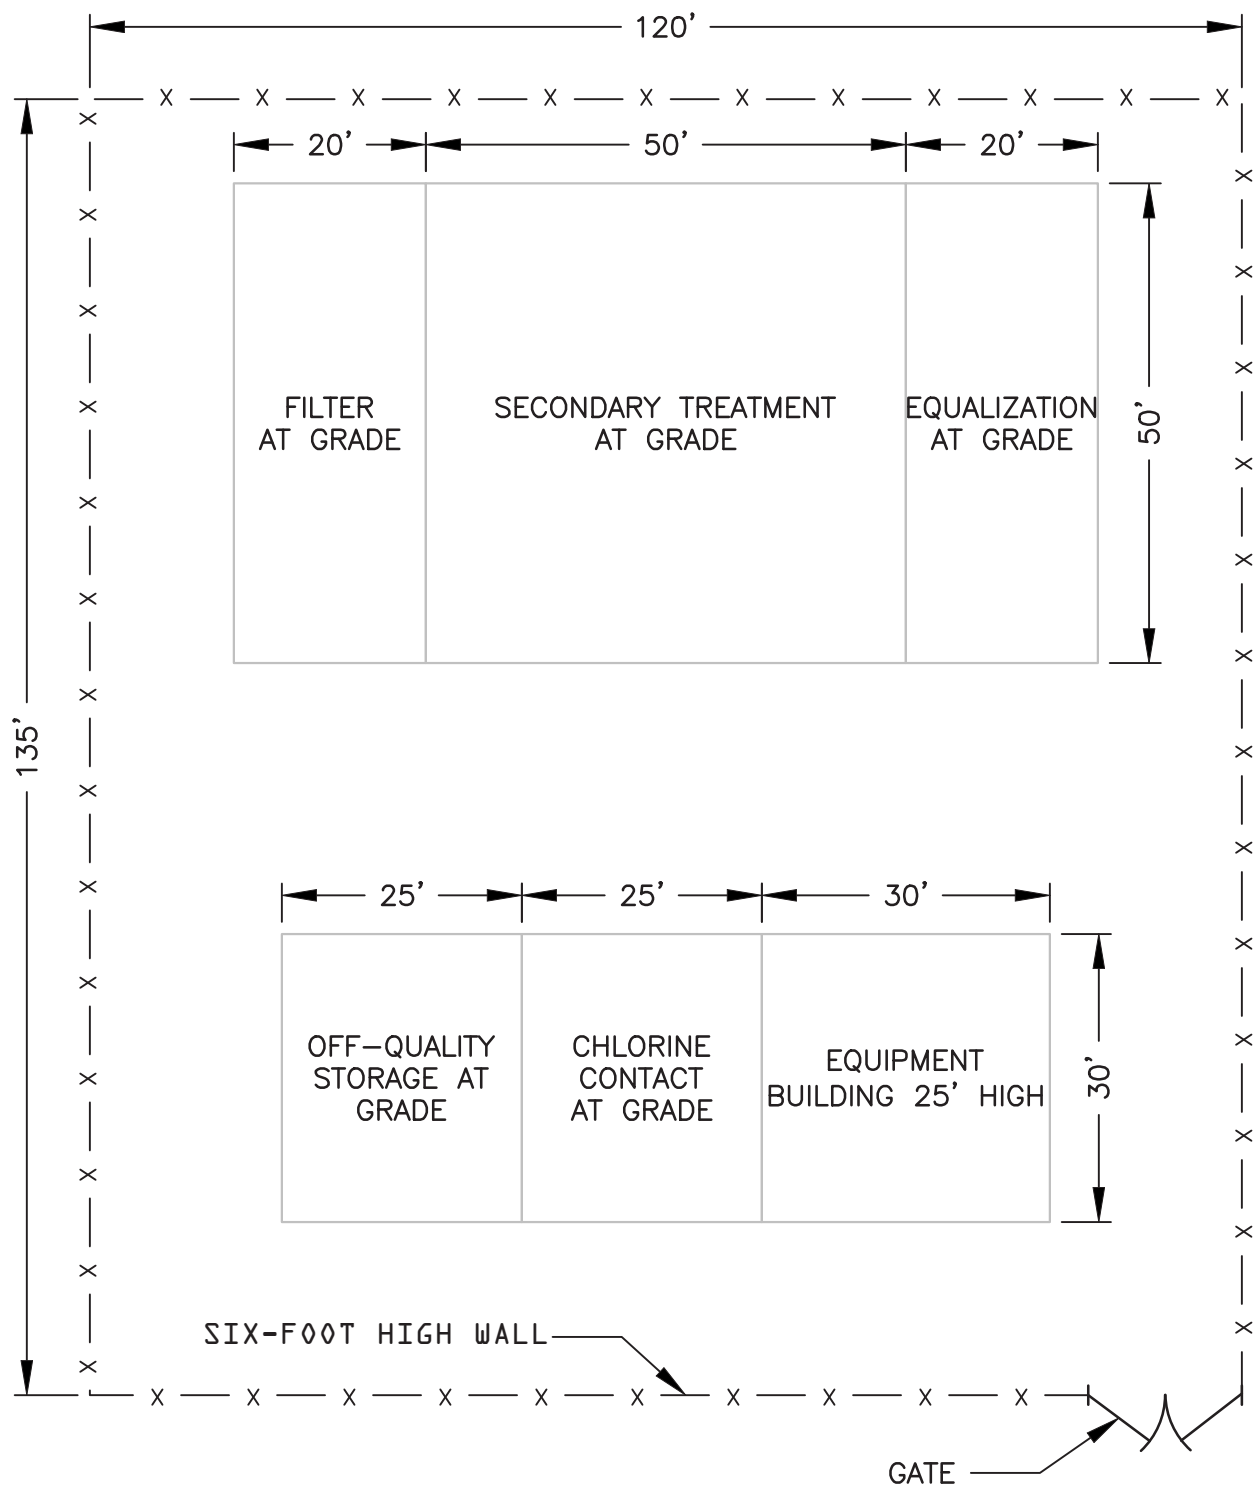 120'
X X X X X X X X X X X X
20' 50' 20'
FILTER
AT GRADE
SECONDARY TREATMENT
AT GRADE
EQUALIZATION
AT GRADE
50'
135'
25' 25' 30'
OFF-QUALITY
STORAGE AT
GRADE
CHLORINE
CONTACT
AT GRADE
EQUIPMENT
BUILDING 25' HIGH
30'
SIX-FOOT HIGH WALL
X X X X X X X X X X
GATE